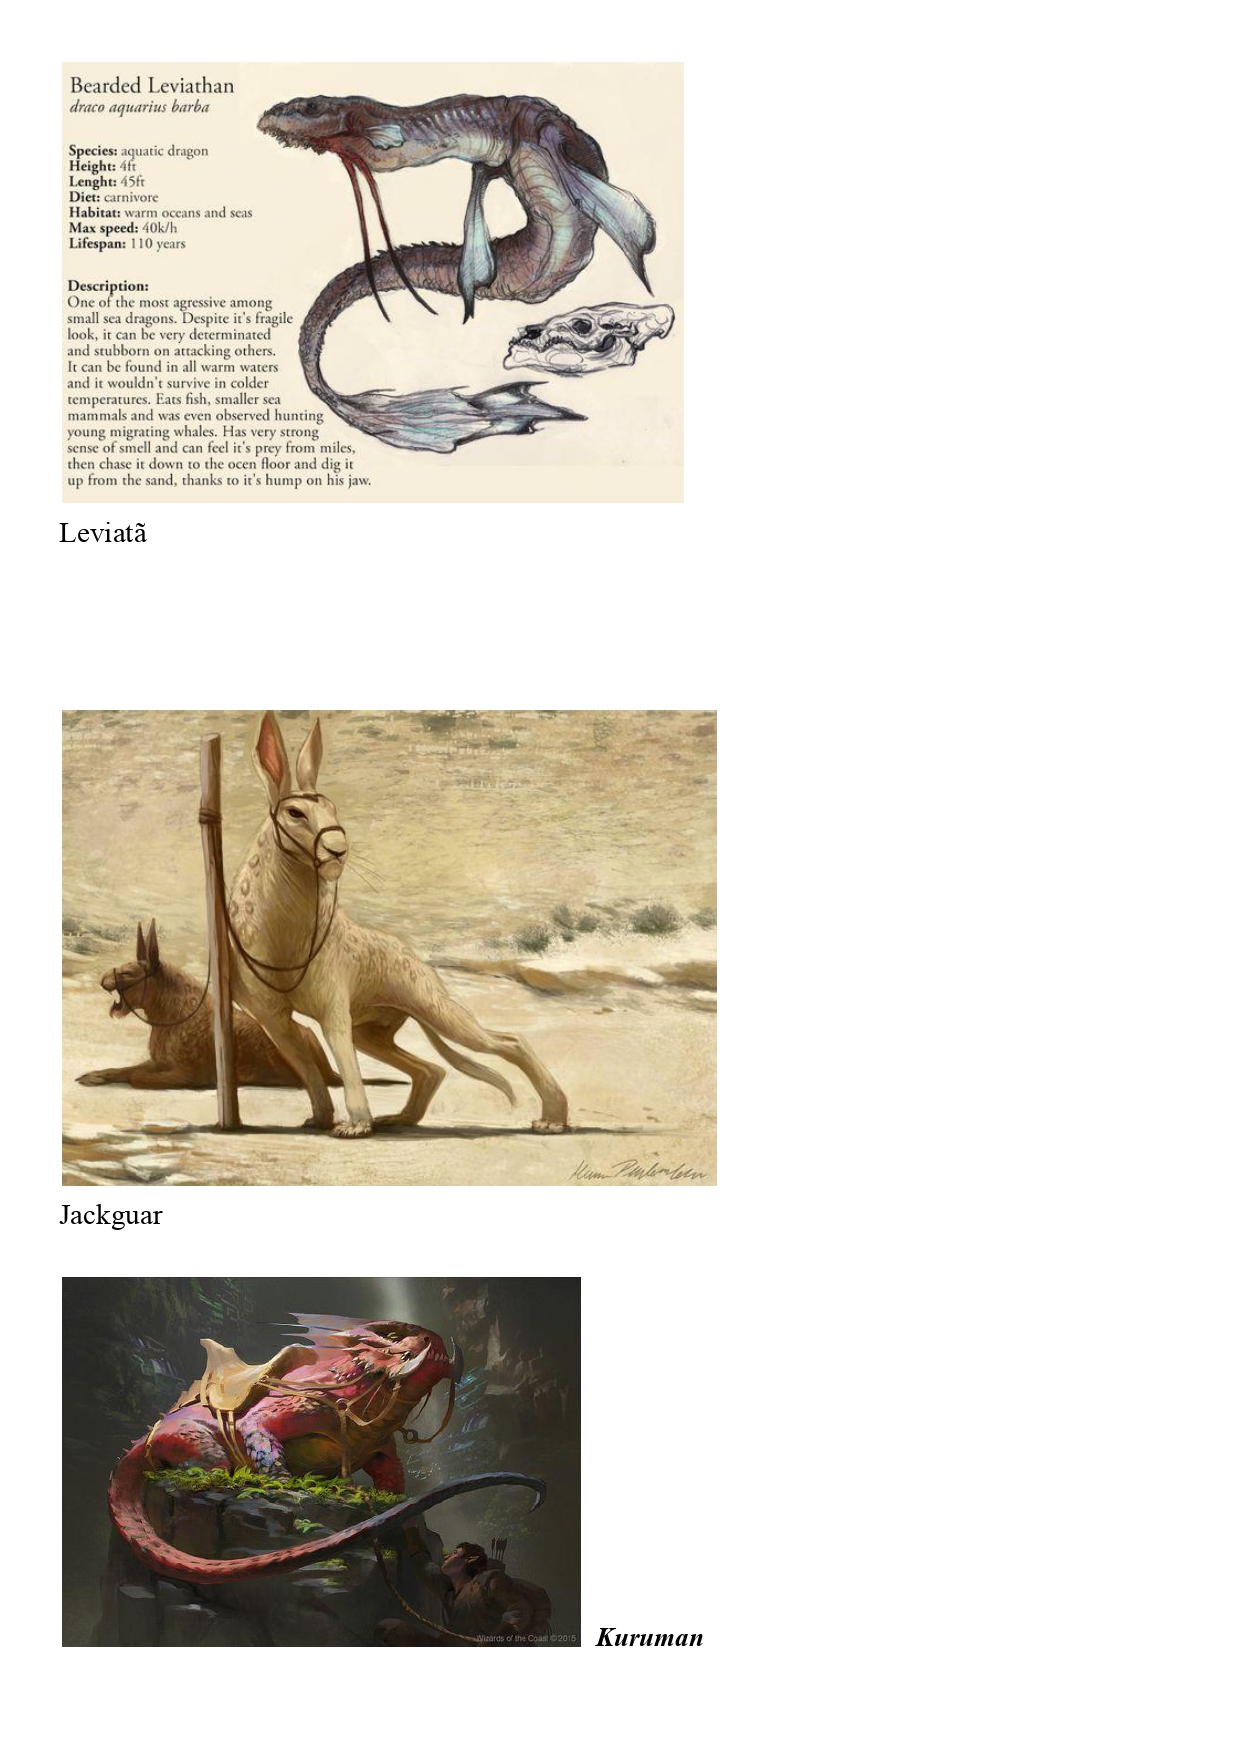 Bearded Leviathan
draco aquarius barba
Species: aquatic dragon
Height: 4ft
Lenght: 45ft
Diet: carnivore
Habitat: warm oceans and seas
Max speed: 40k/h
Lifespan: 110 years
Description:
One of the most agressive among
small sea dragons. Despite it's fragile
look, it can be very determinated
and stubborn on attacking others.
It can be found in all warm waters
and it wouldn't survive in colder
temperatures. Eats fish, smaller sea
mammals and was even observed hunting
young migrating whales. Has very strong
sense of smell and can feel it's prey from miles,
then chase it down to the ocen floor and dig it
up from the sand, thanks to it's hump on his jaw.
Leviatã
Jackguar
Wizards of the Coast ©2015
Kuruman